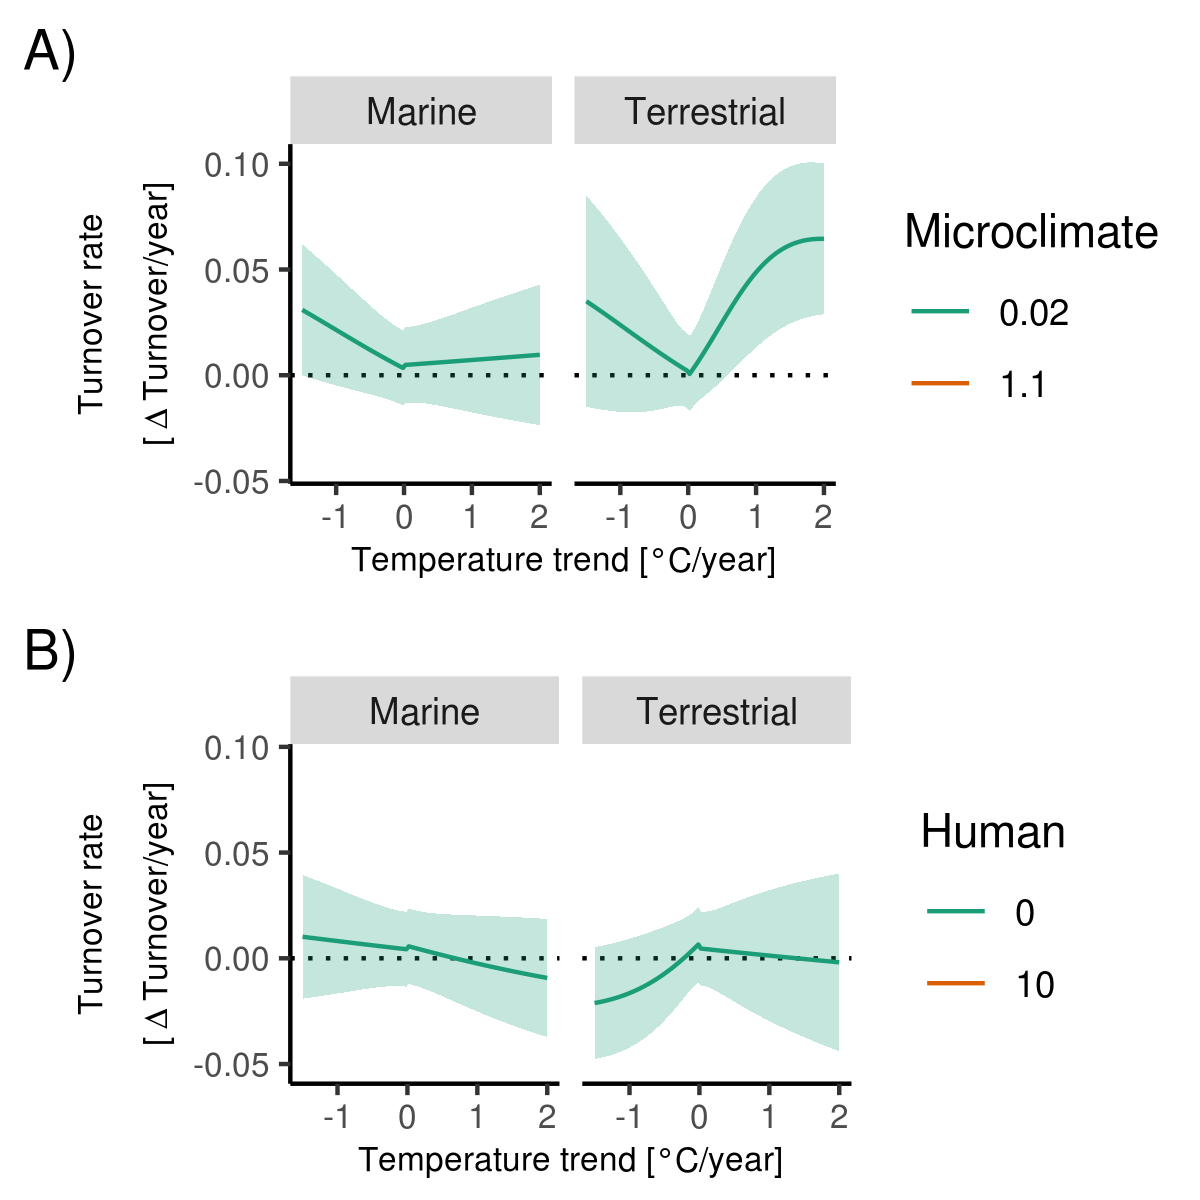 A)
Marine
Terrestrial
0.10
0.05
0.00
-0.05
Turnover rate
[ Δ Turnover/year]
-1 0 1 2
-1 0 1 2
Temperature trend [°C/year]
Microclimate
0.02
1.1
B)
Marine
Terrestrial
0.10
0.05
0.00
-0.05
Turnover rate
[ Δ Turnover/year]
-1 0 1 2
-1 0 1 2
Temperature trend [°C/year]
Human
0
10